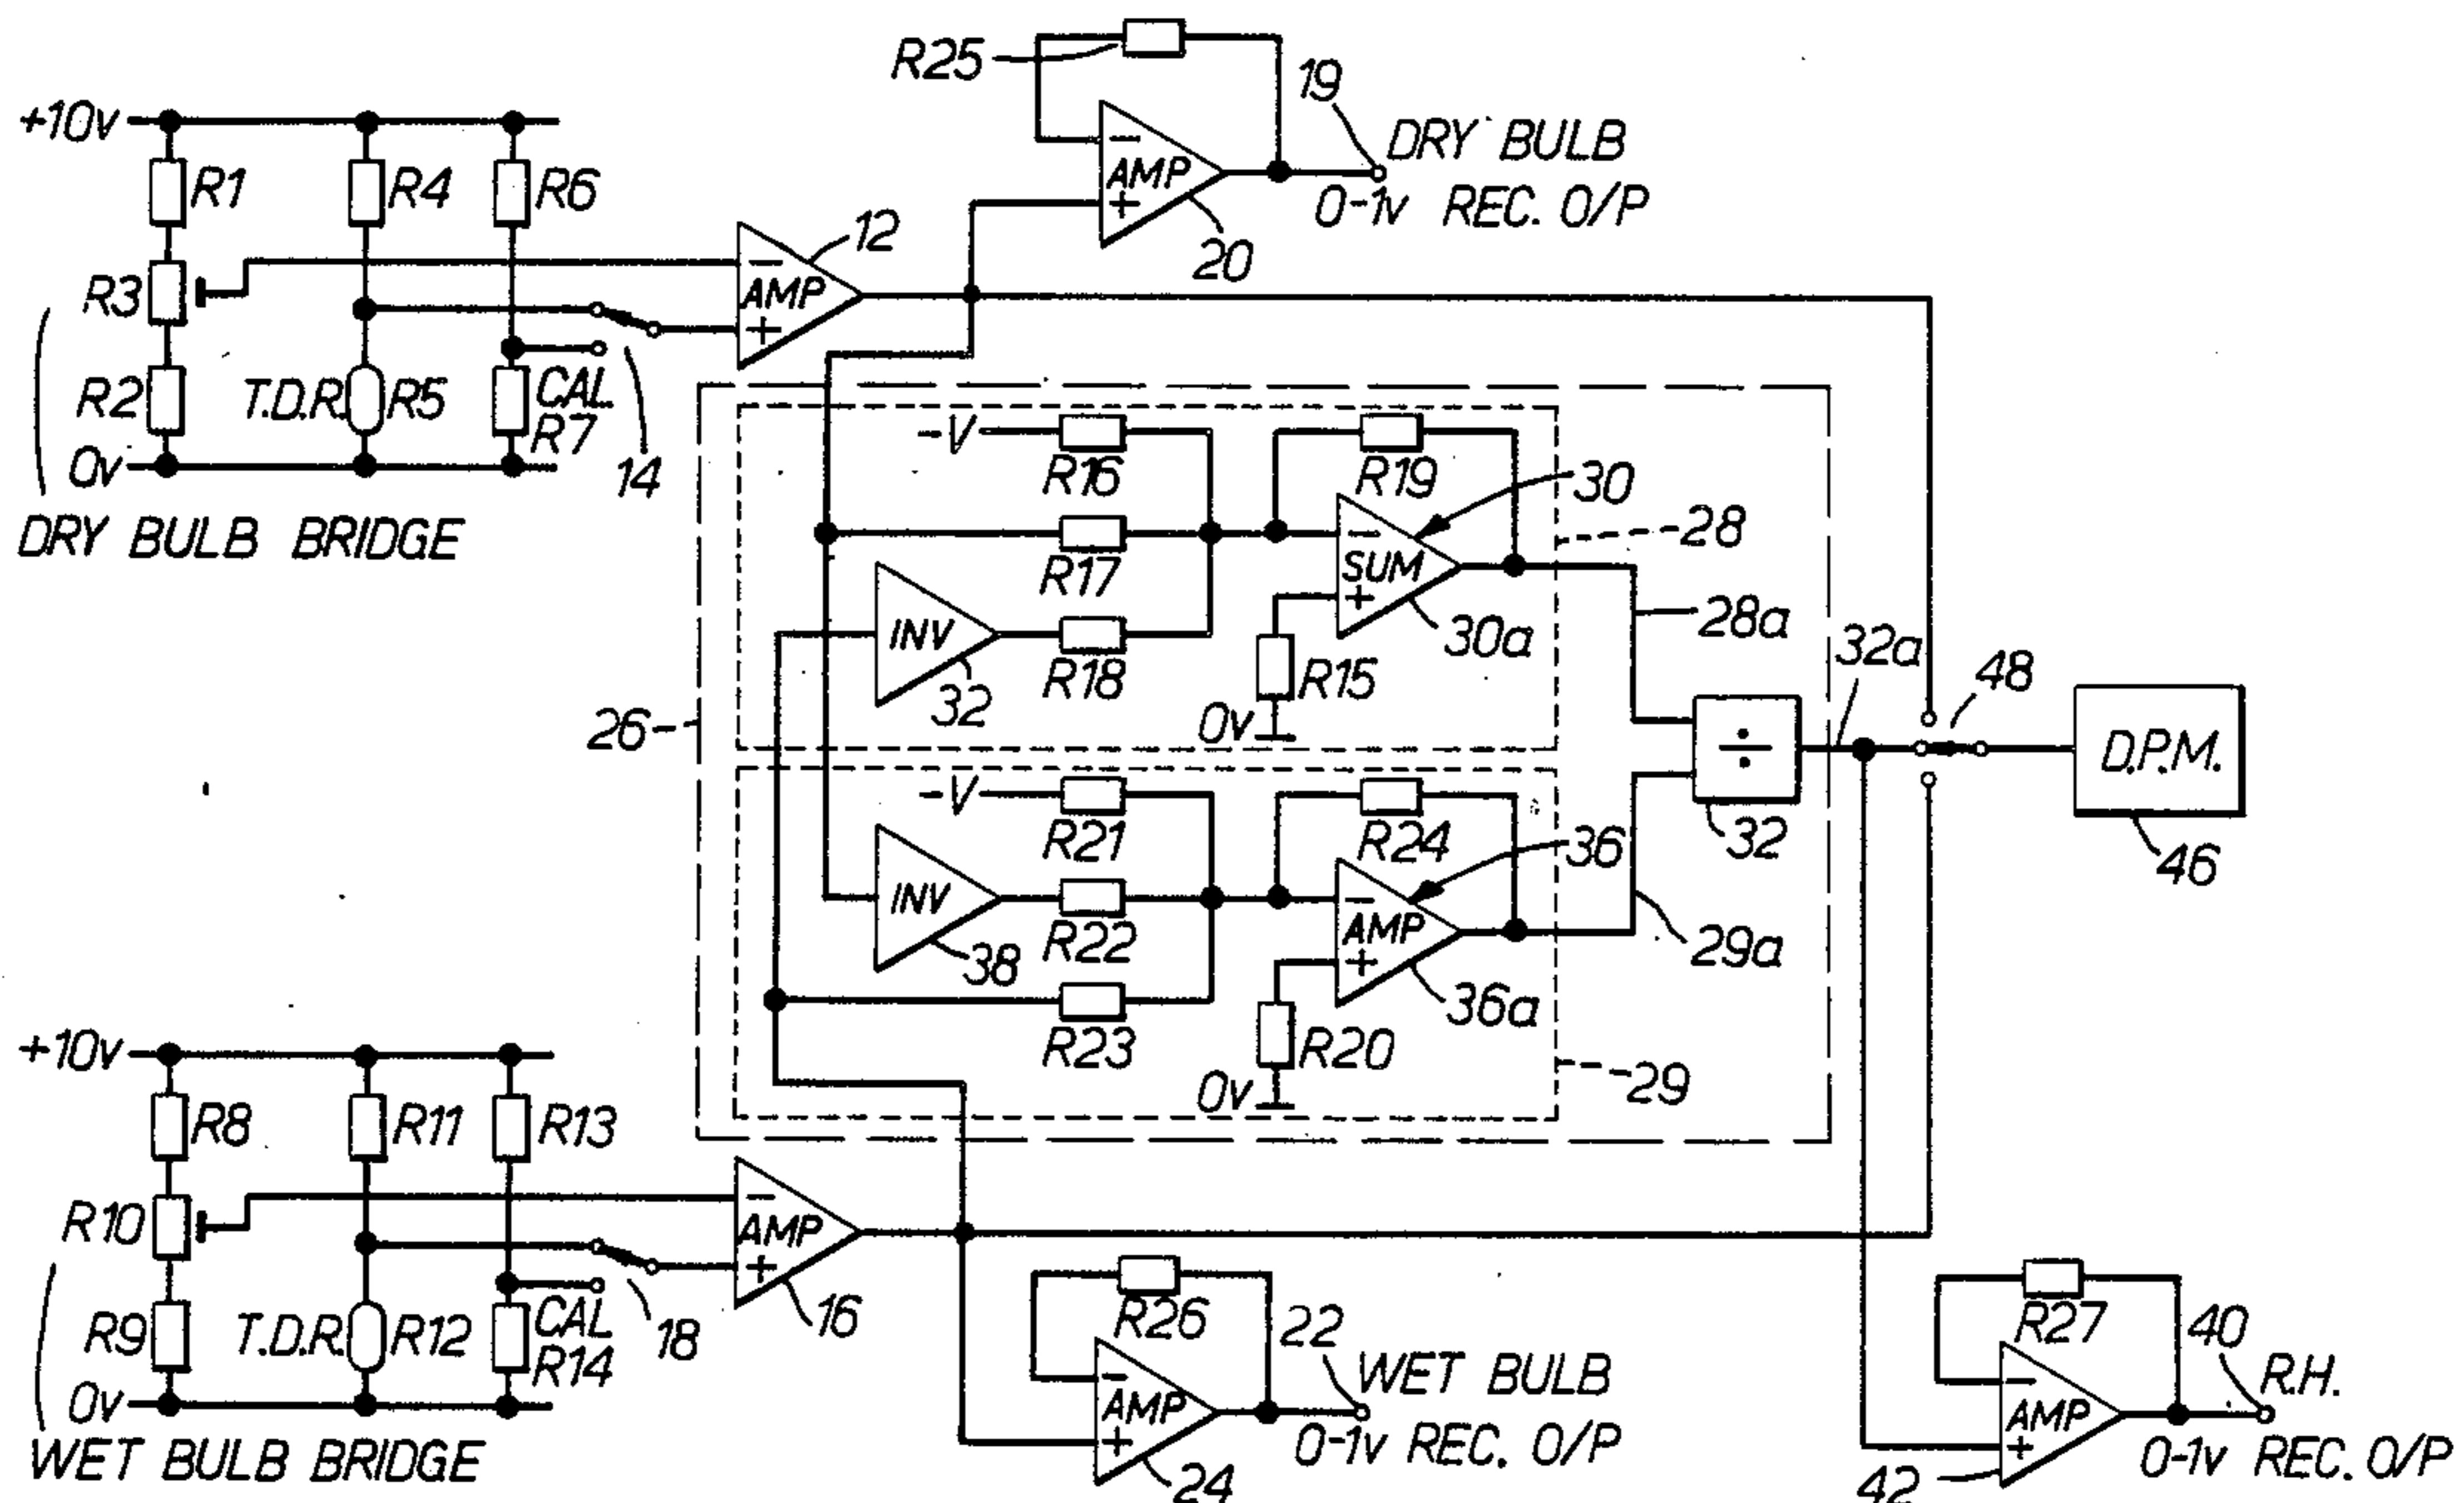 R25
19
+10v
DRY BULB
0-1v REC. O/P
R1
R4
R6
AMP
-
+
20
12
R3
-
AMP
+
R2
T.D.R.
R5
CAL
R7
0v
14
DRY BULB BRIDGE
-V
R16
R19
30
28
R17
-
SUM
+
INV
R18
32
30a
R15
0v
28a
32a
48
26
÷
32
D.P.M.
46
-V
R21
R24
36
INV
R22
38
-
AMP
+
29a
36a
R23
R20
0v
29
+10v
R8
R11
R13
R10
-
AMP
+
16
R9
T.D.R.
R12
CAL
R14
18
0v
WET BULB BRIDGE
R26
22
-
AMP
+
24
WET BULB
0-1v REC. O/P
R27
40
-
AMP
+
42
R.H.
0-1v REC. O/P